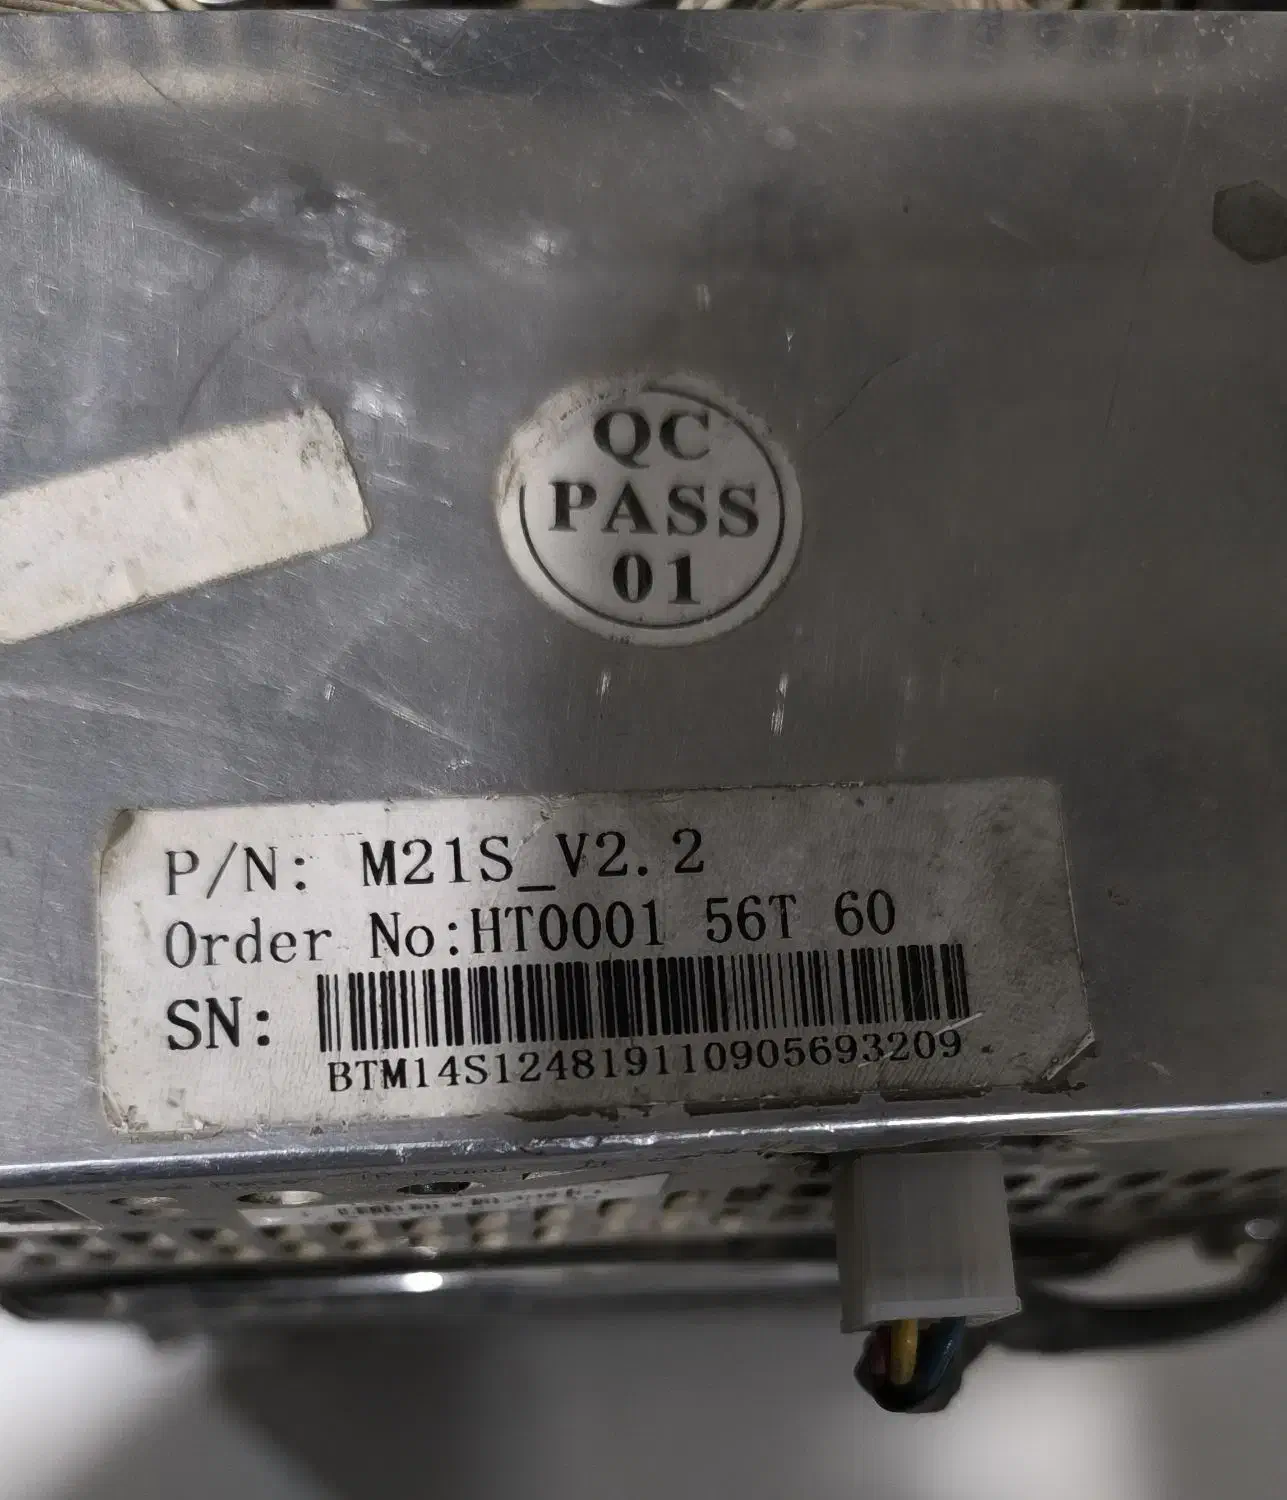 QC
PASS
01
P/N: M21S_V2.2
Order No:HT0001 56T 60
SN:
BTM14S124819110905693209